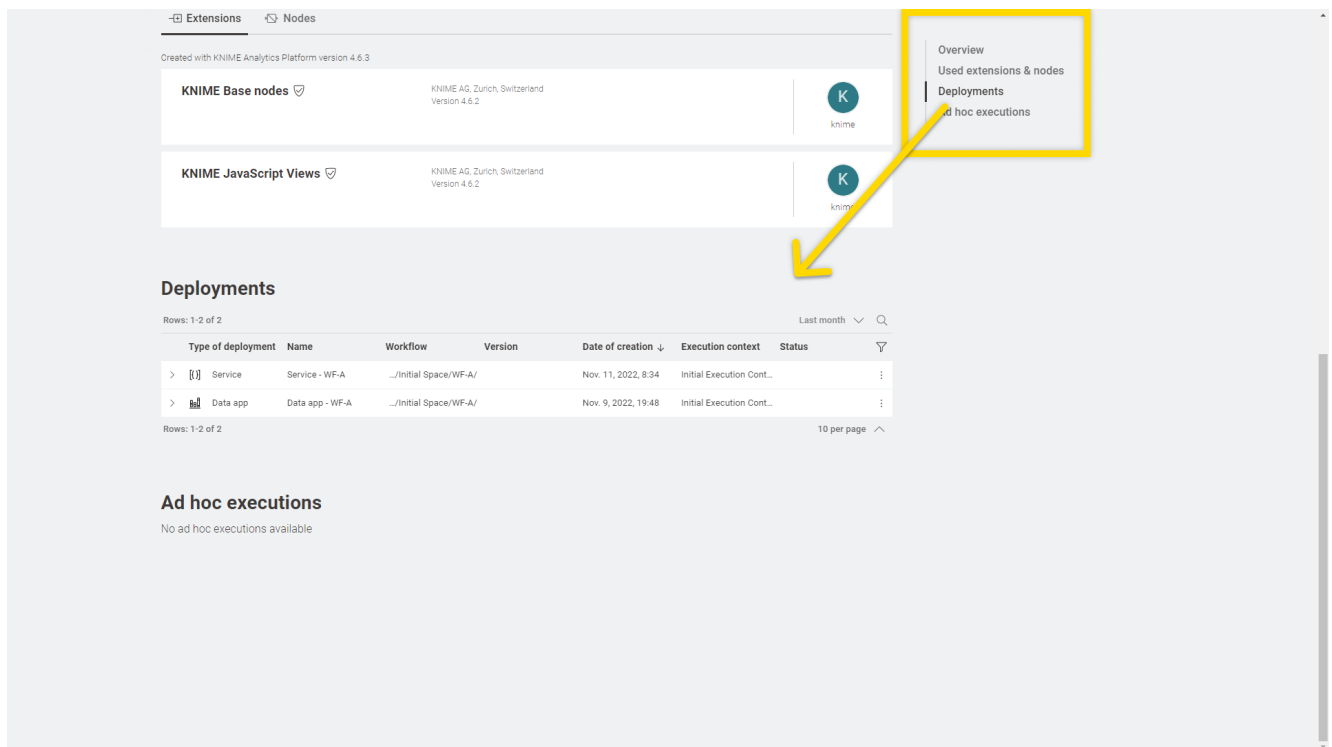 Extensions Nodes
Created with KNIME Analytics Platform version 4.6.3
KNIME Base nodes
KNIME AG, Zurich, Switzerland
Version 4.6.2
K
knime
KNIME JavaScript Views
KNIME AG, Zurich, Switzerland
Version 4.6.2
K
knime
Overview
Used extensions & nodes
Deployments
Ad hoc executions
Deployments
Rows: 1-2 of 2 Last month
Type of deployment Name Workflow Version Date of creation ↓ Execution context Status
Service Service - WF-A .../Initial Space/WF-A/ Nov. 11, 2022, 8:34 Initial Execution Cont...
Data app Data app - WF-A .../Initial Space/WF-A/ Nov. 9, 2022, 19:48 Initial Execution Cont...
Rows: 1-2 of 2 10 per page
Ad hoc executions
No ad hoc executions available